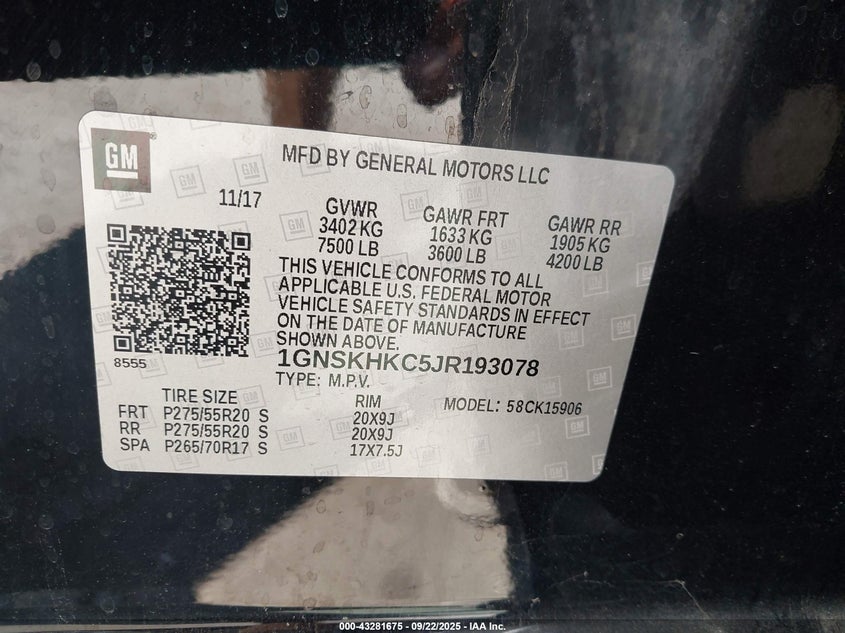 GM
MFD BY GENERAL MOTORS LLC
11/17
GVWR GAWR FRT GAWR RR
3402 KG 1633 KG 1905 KG
7500 LB 3600 LB 4200 LB
THIS VEHICLE CONFORMS TO ALL
APPLICABLE U.S. FEDERAL MOTOR
VEHICLE SAFETY STANDARDS IN EFFECT
ON THE DATE OF MANUFACTURE
SHOWN ABOVE.
8555
1GNSKHKC5JR193078
TYPE: M.P.V.
TIRE SIZE RIM MODEL: 58CK15906
FRT P275/55R20 S 20X9J
RR P275/55R20 S 20X9J
SPA P265/70R17 S 17X7.5J
000-43281675 - 09/22/2025 - IAA Inc.